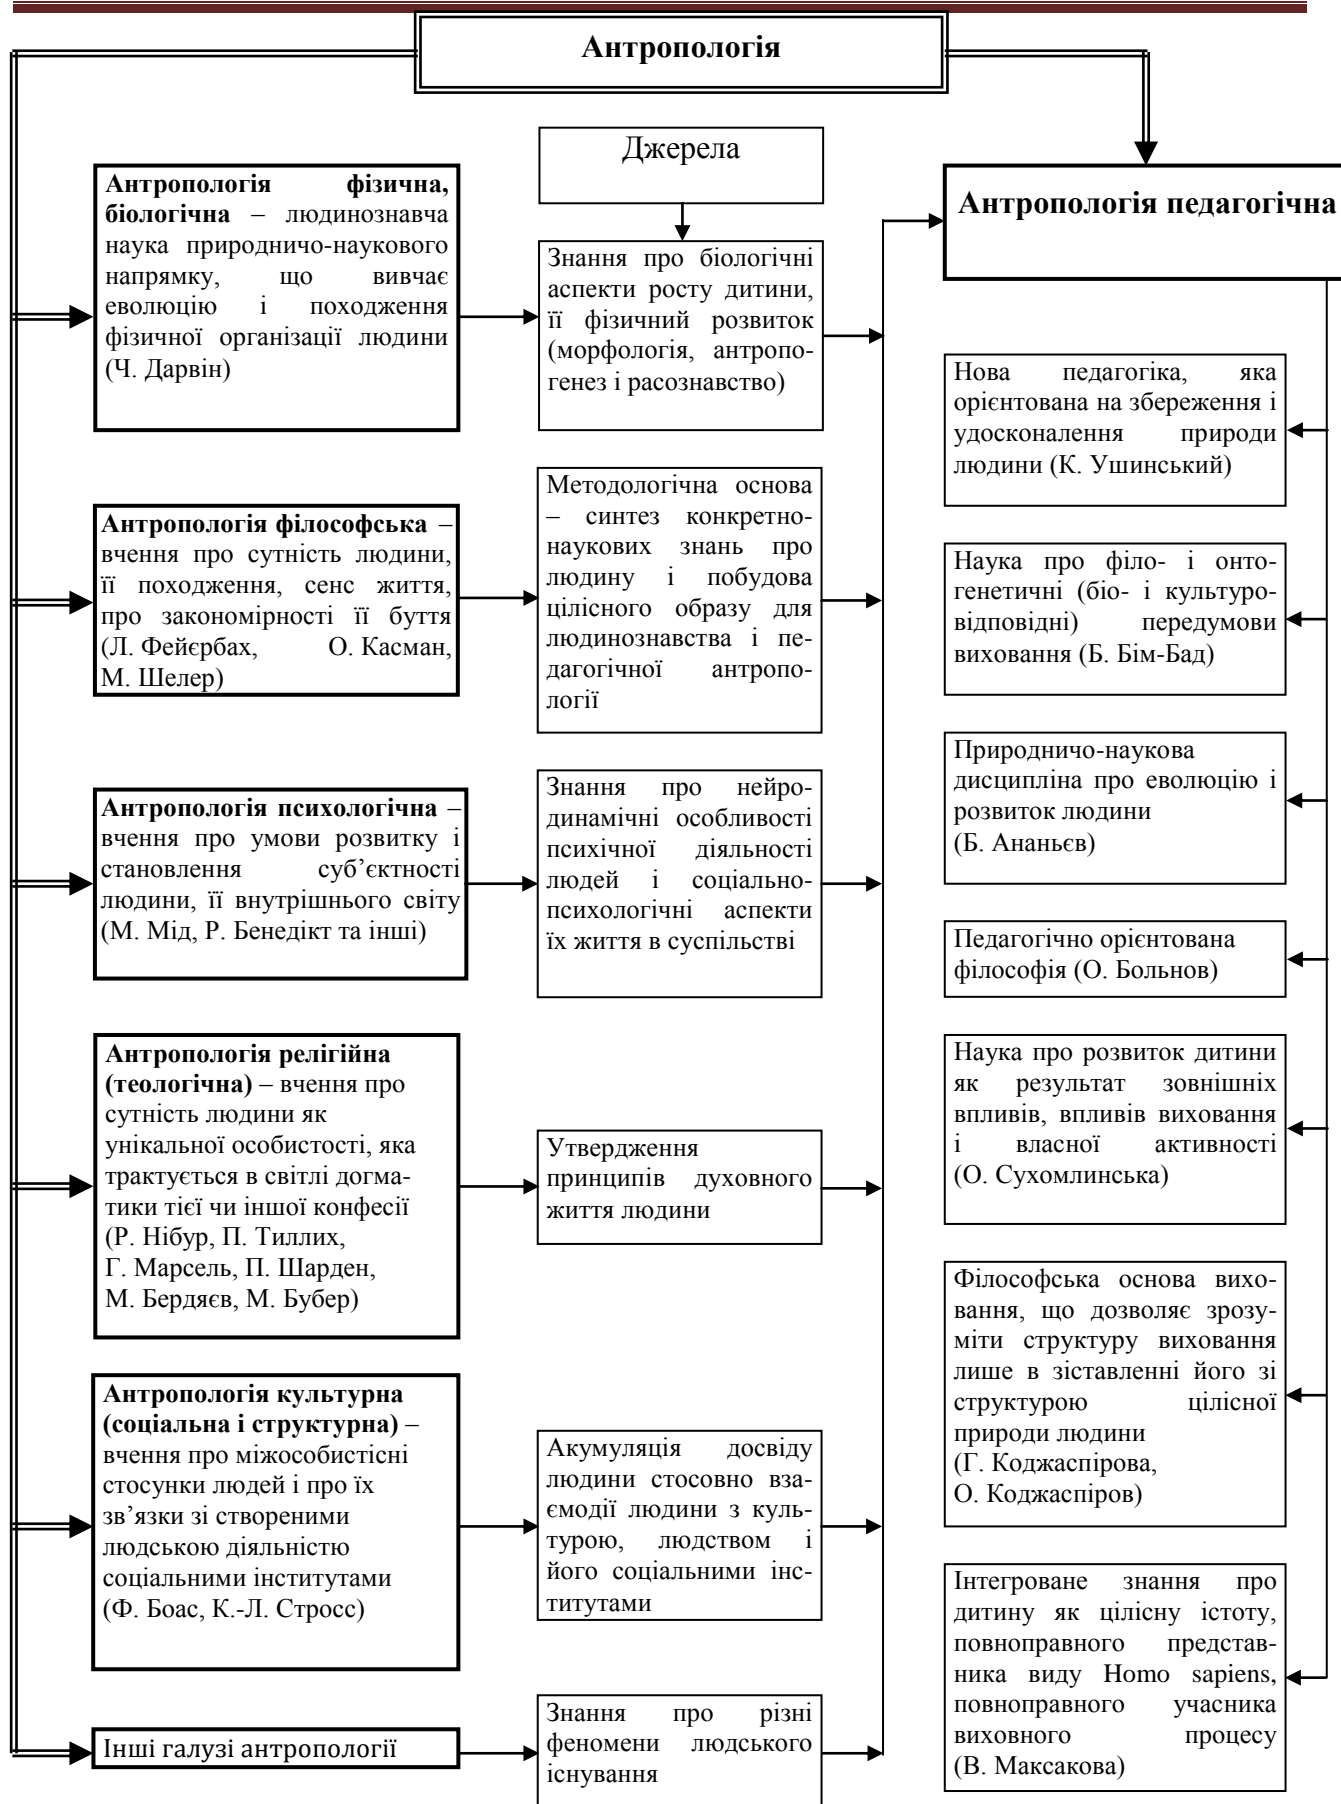 Антропологія
Джерела
Антропологія фізична,
біологічна – людинознавча
наука природничо-наукового
напрямку, що вивчає
еволюцію і походження
фізичної організації людини
(Ч. Дарвін)
Знання про біологічні
аспекти росту дитини,
її фізичний розвиток
(морфологія, антропо-
генез і расознавство)
Антропологія філософська –
вчення про сутність людини,
її походження, сенс життя,
про закономірності її буття
(Л. Фейєрбах, О. Касман,
М. Шелер)
Методологічна основа
– синтез конкретно-
наукових знань про
людину і побудова
цілісного образу для
людинознавства і пе-
дагогічної антропо-
логії
Антропологія психологічна –
вчення про умови розвитку і
становлення суб’єктності
людини, її внутрішнього світу
(М. Мід, Р. Бенедікт та інші)
Знання про нейро-
динамічні особливості
психічної діяльності
людей і соціально-
психологічні аспекти
їх життя в суспільстві
Антропологія релігійна
(теологічна) – вчення про
сутність людини як
унікальної особистості, яка
трактується в світлі догма-
тики тієї чи іншої конфесії
(Р. Нібур, П. Тиллих,
Г. Марсель, П. Шарден,
М. Бердяєв, М. Бубер)
Утвердження
принципів духовного
життя людини
Антропологія культурна
(соціальна і структурна) –
вчення про міжособистісні
стосунки людей і про їх
зв’язки зі створеними
людською діяльністю
соціальними інститутами
(Ф. Боас, К.-Л. Стросс)
Акумуляція досвіду
людини стосовно вза-
ємодії людини з куль-
турою, людством і
його соціальними інс-
титутами
Інші галузі антропології
Знання про різні
феномени людського
існування
Антропологія педагогічна
Нова педагогіка, яка
орієнтована на збереження і
удосконалення природи
людини (К. Ушинський)
Наука про філо- і онто-
генетичні (біо- і культуро-
відповідні) передумови
виховання (Б. Бім-Бад)
Природничо-наукова
дисципліна про еволюцію і
розвиток людини
(Б. Ананьєв)
Педагогічно орієнтована
філософія (О. Больнов)
Наука про розвиток дитини
як результат зовнішніх
впливів, впливів виховання
і власної активності
(О. Сухомлинська)
Філософська основа вихо-
вання, що дозволяє зрозу-
міти структуру виховання
лише в зіставленні його зі
структурою цілісної
природи людини
(Г. Коджаспірова,
О. Коджаспіров)
Інтегроване знання про
дитину як цілісну істоту,
повноправного представ-
ника виду Homo sapiens,
повноправного учасника
виховного процесу
(В. Максакова)